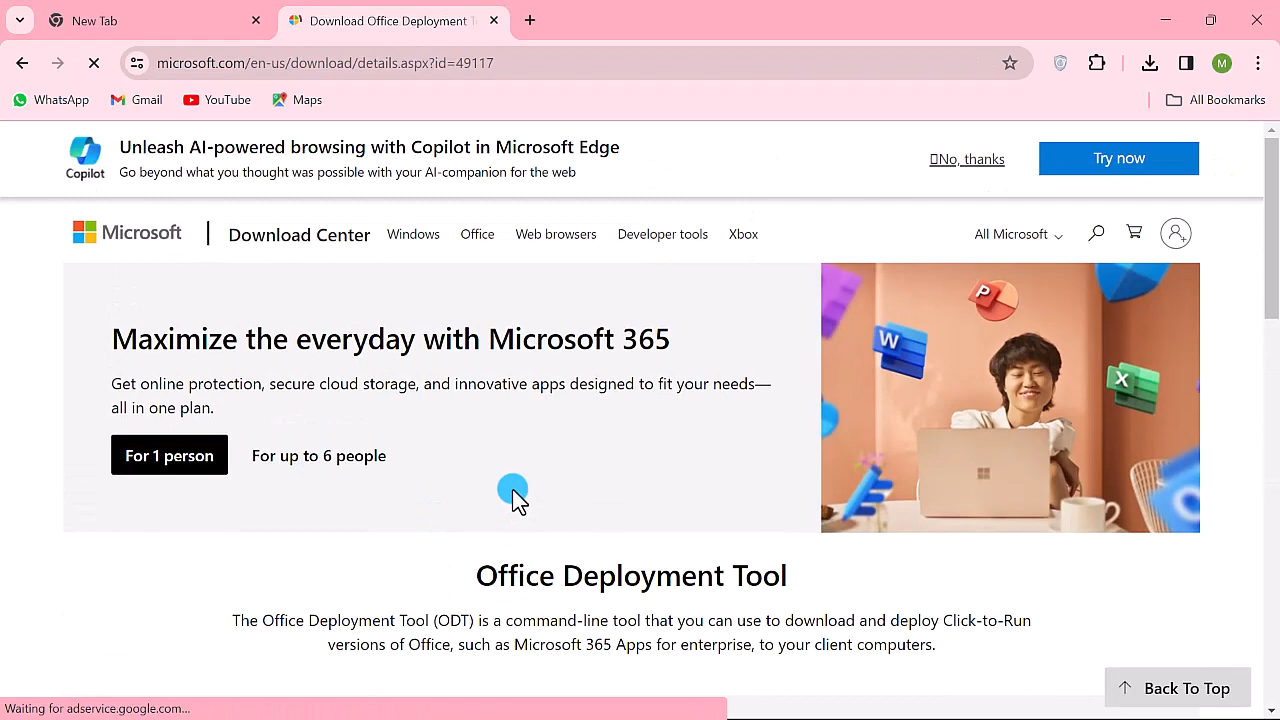 New Tab
Download Office Deployment T
microsoft.com/en-us/download/details.aspx?id=49117
M
WhatsApp
Gmail
YouTube
Maps
All Bookmarks
Copilot
Unleash AI-powered browsing with Copilot in Microsoft Edge
Go beyond what you thought was possible with your AI-companion for the web
No, thanks
Try now
Microsoft
Download Center
Windows
Office
Web browsers
Developer tools
Xbox
All Microsoft
Maximize the everyday with Microsoft 365
Get online protection, secure cloud storage, and innovative apps designed to fit your needs—
all in one plan.
For 1 person
For up to 6 people
P
W
X
Office Deployment Tool
The Office Deployment Tool (ODT) is a command-line tool that you can use to download and deploy Click-to-Run
versions of Office, such as Microsoft 365 Apps for enterprise, to your client computers.
Back To Top
Waiting for adservice.google.com...